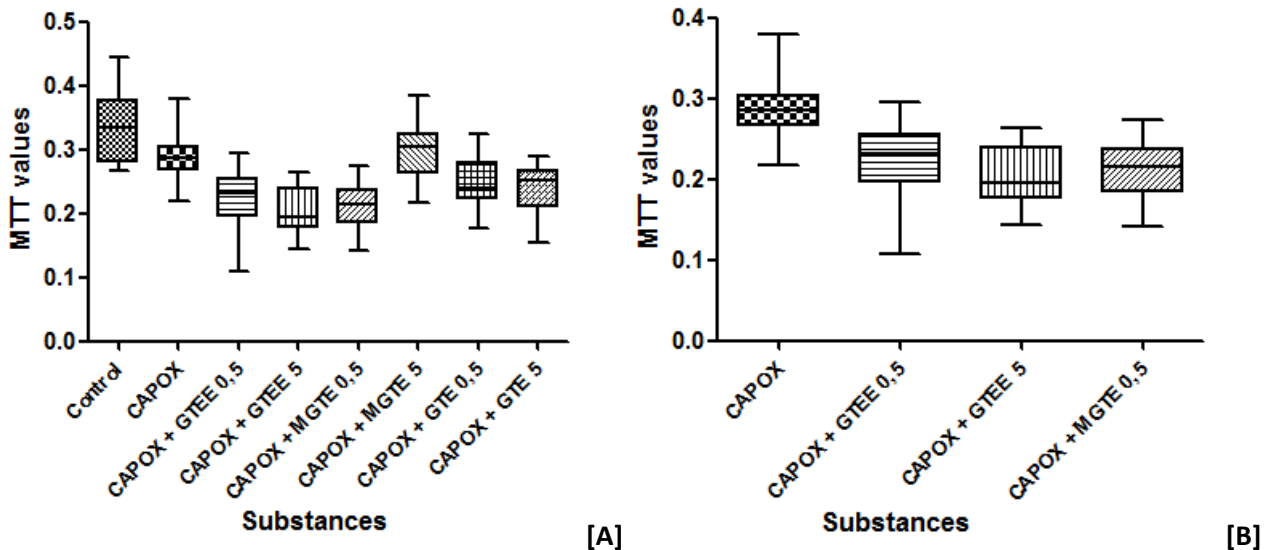 0.5
0.4
0.3
0.2
0.1
0.0
MTT values
Control
CAPOX
CAPOX + GTEE 0,5
CAPOX + GTEE 5
CAPOX + MGTE 0,5
CAPOX + MGTE 5
CAPOX + GTE 0,5
CAPOX + GTE 5
Substances
[A]
0.4
0.3
0.2
0.1
0.0
MTT values
CAPOX
CAPOX + GTEE 0,5
CAPOX + GTEE 5
CAPOX + MGTE 0,5
Substances
[B]